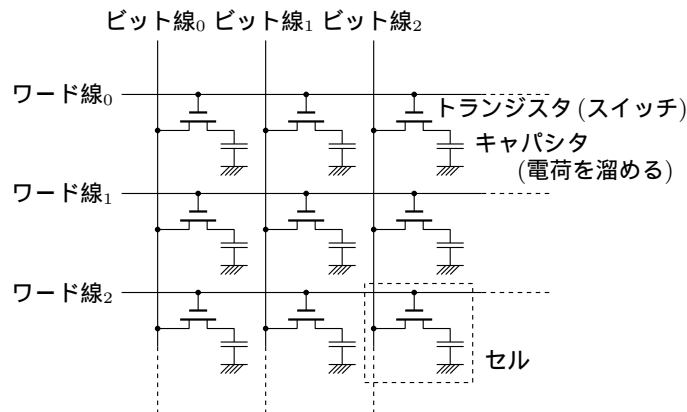 ビット線₀ ビット線₁ ビット線₂
ワード線₀
トランジスタ(スイッチ)
キャパシタ
(電荷を溜める)
ワード線₁
ワード線₂
セル